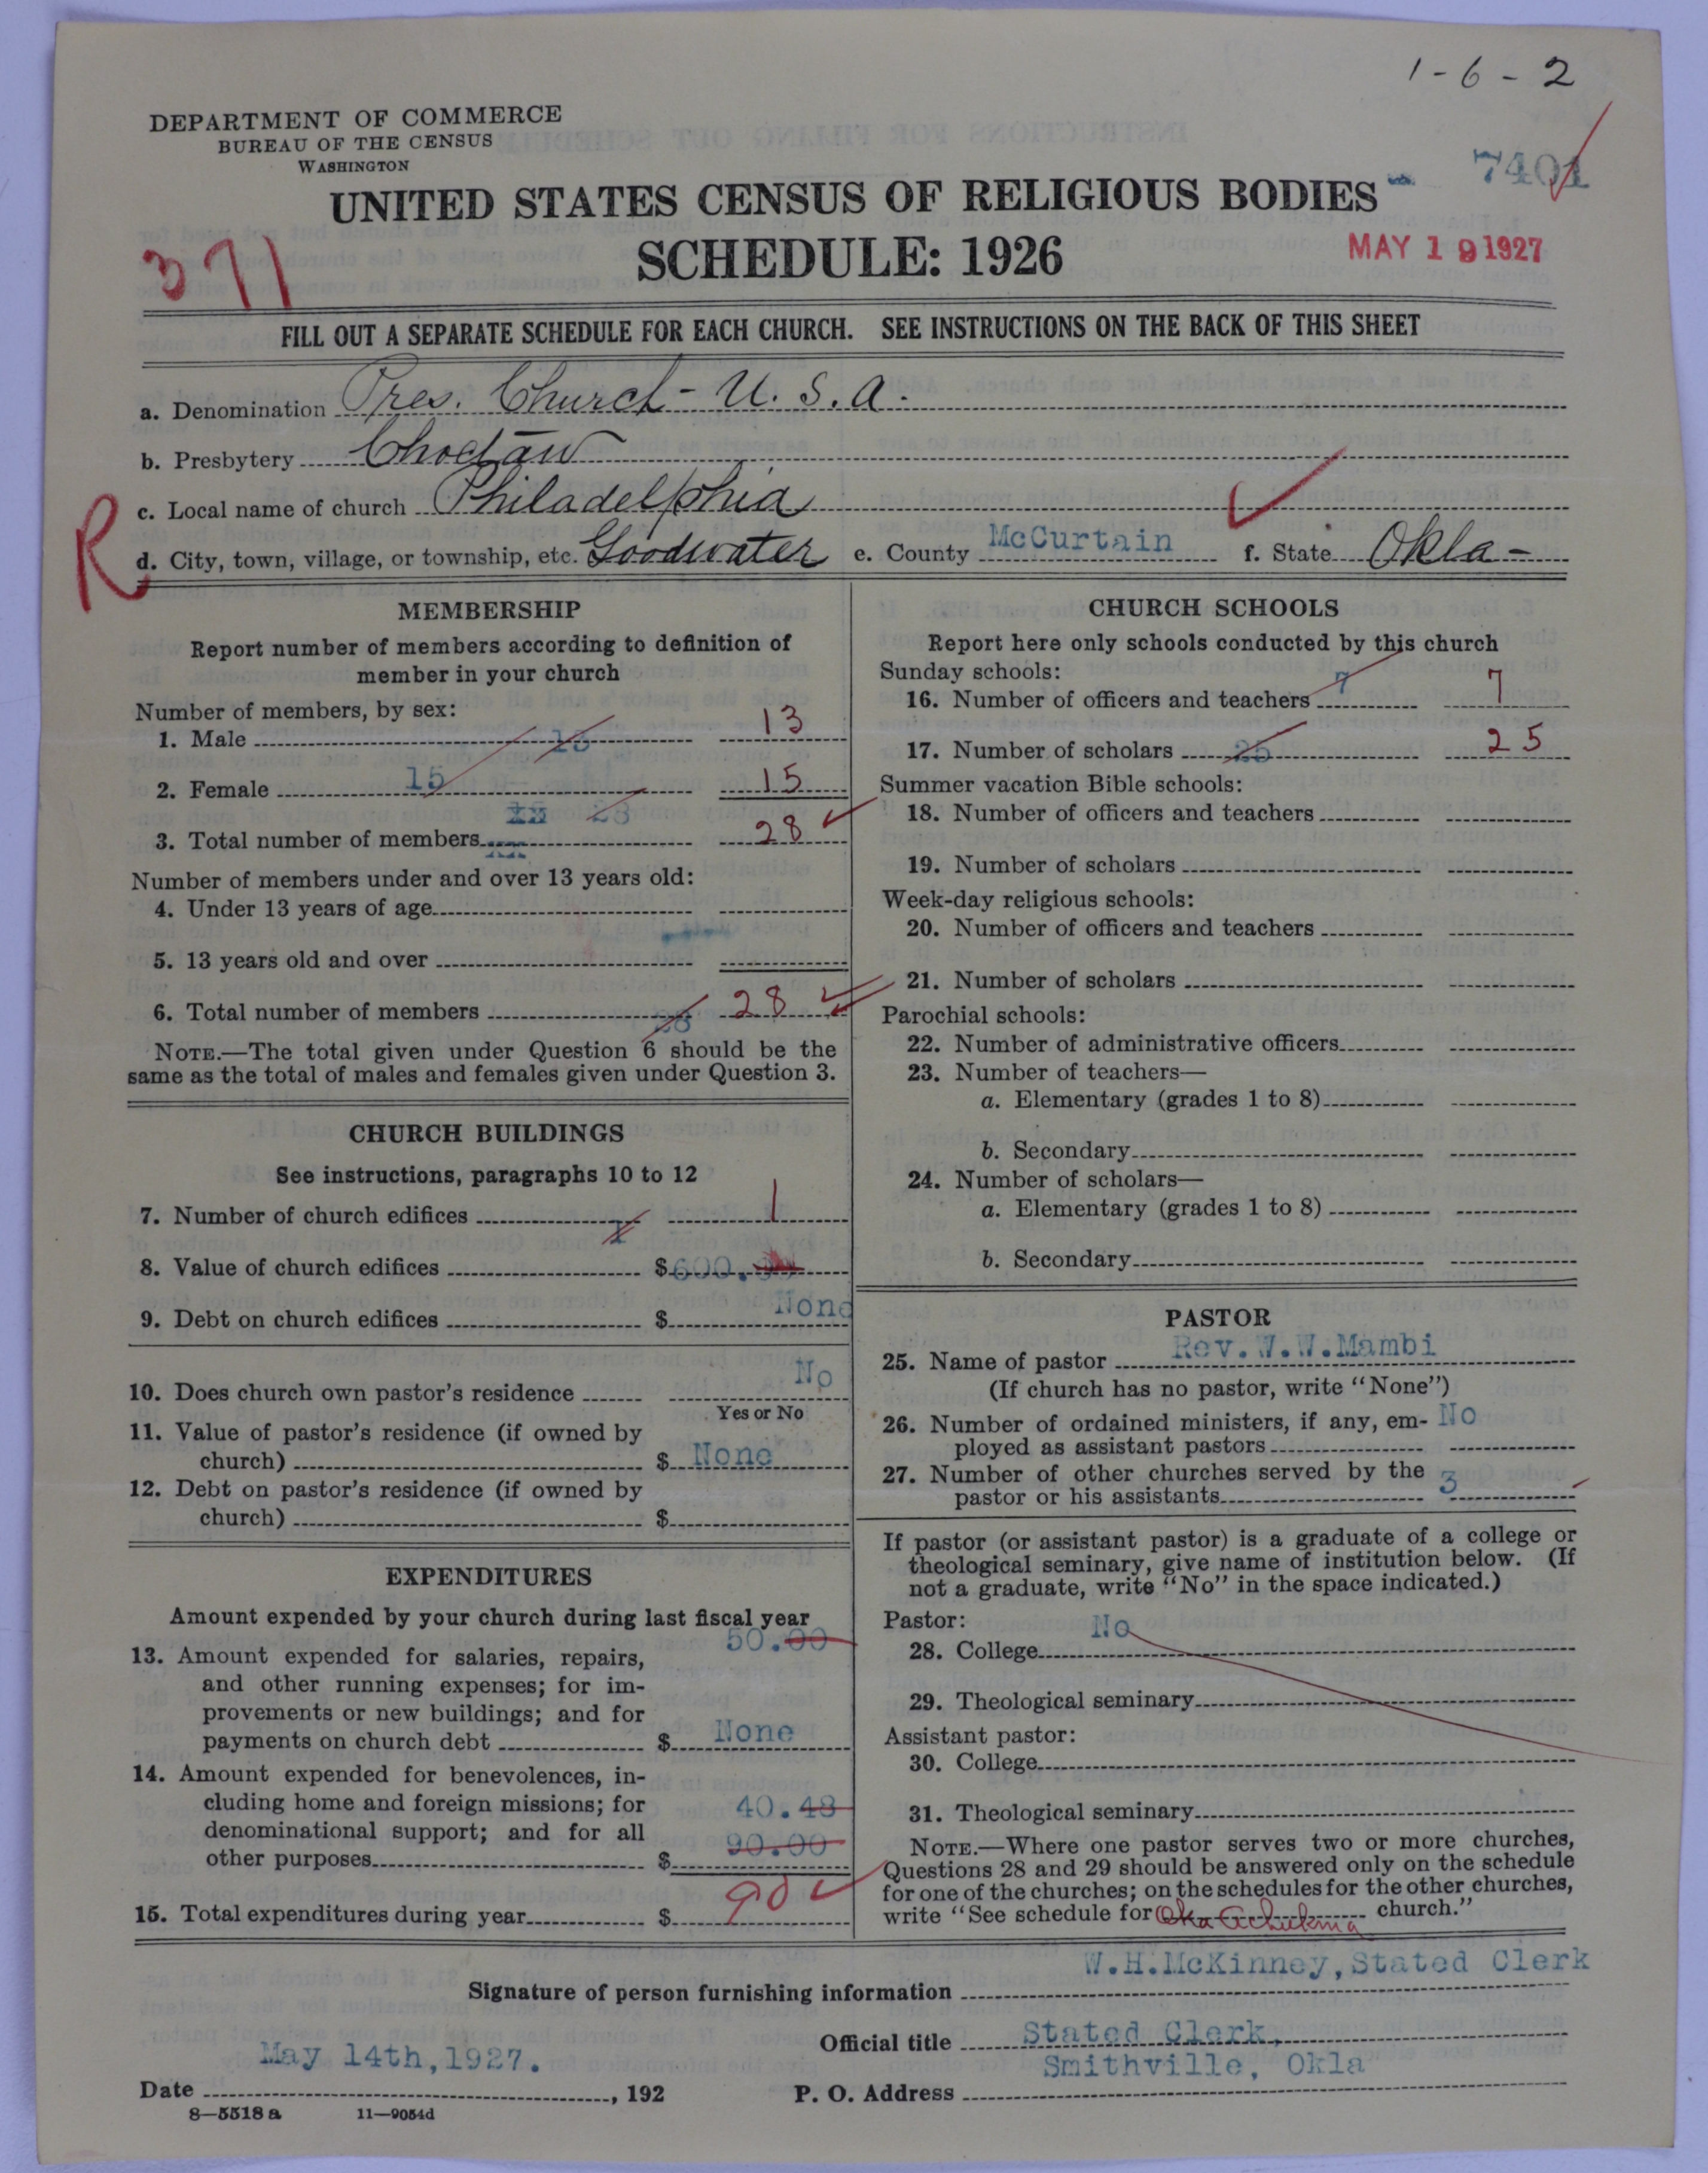 1-6-2
DEPARTMENT OF COMMERCE
BUREAU OF THE CENSUS
WASHINGTON
7401
UNITED STATES CENSUS OF RELIGIOUS BODIES
SCHEDULE: 1926
MAY 19 1927
371
FILL OUT A SEPARATE SCHEDULE FOR EACH CHURCH. SEE INSTRUCTIONS ON THE BACK OF THIS SHEET
a. Denomination Pres. Church - U. S. A.
b. Presbytery Choctaw
c. Local name of church Philadelphia
R
d. City, town, village, or township, etc. Goodwater e. County McCurtain f. State Okla -
MEMBERSHIP
Report number of members according to definition of
member in your church
Number of members, by sex:
1. Male 13 13
2. Female 15 15
3. Total number of members 28 28
Number of members under and over 13 years old:
4. Under 13 years of age
5. 13 years old and over
6. Total number of members 28 28
NOTE.—The total given under Question 6 should be the
same as the total of males and females given under Question 3.
CHURCH BUILDINGS
See instructions, paragraphs 10 to 12
7. Number of church edifices 1 1
8. Value of church edifices $600.
9. Debt on church edifices $ None
10. Does church own pastor's residence No
Yes or No
11. Value of pastor's residence (if owned by
church) $ None
12. Debt on pastor's residence (if owned by
church) $
EXPENDITURES
Amount expended by your church during last fiscal year
50.00
13. Amount expended for salaries, repairs,
and other running expenses; for im-
provements or new buildings; and for
payments on church debt $ None
14. Amount expended for benevolences, in-
cluding home and foreign missions; for 40.48
denominational support; and for all 90.00
other purposes $
90
15. Total expenditures during year $
CHURCH SCHOOLS
Report here only schools conducted by this church
Sunday schools:
16. Number of officers and teachers 7 7
17. Number of scholars 25 25
Summer vacation Bible schools:
18. Number of officers and teachers
19. Number of scholars
Week-day religious schools:
20. Number of officers and teachers
21. Number of scholars
Parochial schools:
22. Number of administrative officers
23. Number of teachers—
a. Elementary (grades 1 to 8)
b. Secondary
24. Number of scholars—
a. Elementary (grades 1 to 8)
b. Secondary
PASTOR
25. Name of pastor Rev. W.W.Mambi
(If church has no pastor, write "None")
26. Number of ordained ministers, if any, em- No
ployed as assistant pastors
27. Number of other churches served by the 3
pastor or his assistants
If pastor (or assistant pastor) is a graduate of a college or
theological seminary, give name of institution below. (If
not a graduate, write "No" in the space indicated.)
Pastor:
28. College No
29. Theological seminary
Assistant pastor:
30. College
31. Theological seminary
NOTE.—Where one pastor serves two or more churches,
Questions 28 and 29 should be answered only on the schedule
for one of the churches; on the schedules for the other churches,
write "See schedule for Oka Achukma church."
W.H.McKinney, Stated Clerk
Signature of person furnishing information
Official title Stated Clerk,
May 14th, 1927. Smithville, Okla
Date , 192 P. O. Address
8—5518 a 11—9054d